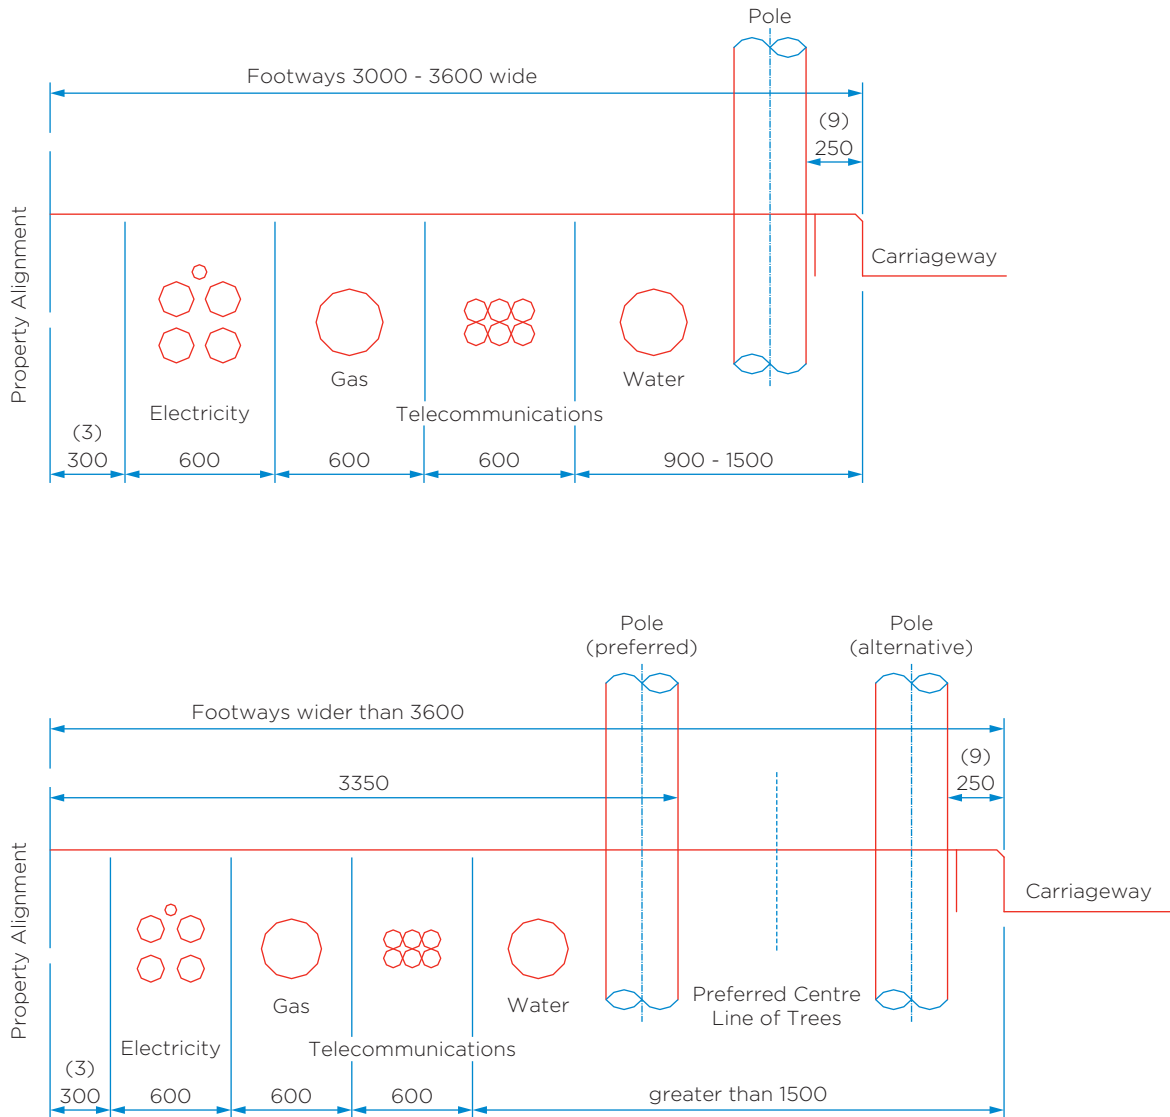 Pole
Footways 3000 - 3600 wide
(9)
250
Property Alignment
Carriageway
Gas
Water
Electricity
Telecommunications
(3)
300
600
600
600
900 - 1500
Pole
(preferred)
Pole
(alternative)
Footways wider than 3600
(9)
250
3350
Property Alignment
Carriageway
Gas
Water
Preferred Centre
Line of Trees
Electricity
Telecommunications
(3)
300
600
600
600
greater than 1500